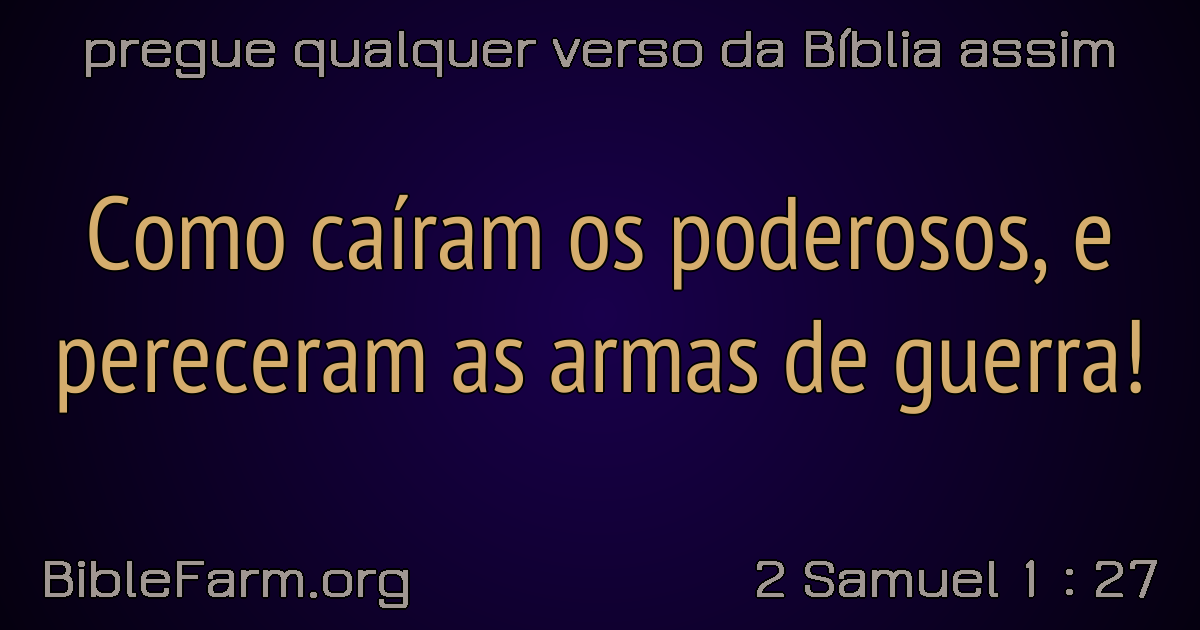 pregue qualquer verso da Bíblia assim
Como caíram os poderosos, e
pereceram as armas de guerra!
BibleFarm.org
2 Samuel 1 : 27